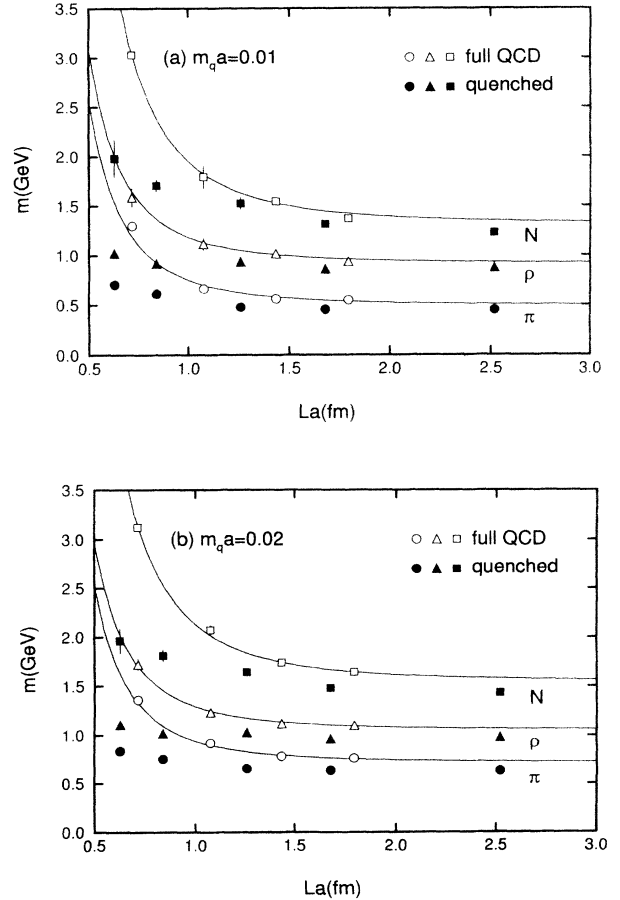 3.5
(a) m_q a=0.01
○ △ □ full QCD
● ▲ ■ quenched
3.0
2.5
2.0
m(GeV)
1.5
N
1.0
ρ
0.5
π
0.0
0.5 1.0 1.5 2.0 2.5 3.0
La(fm)
3.5
(b) m_q a=0.02
○ △ □ full QCD
● ▲ ■ quenched
3.0
2.5
2.0
m(GeV)
1.5
N
1.0
ρ
0.5
π
0.0
0.5 1.0 1.5 2.0 2.5 3.0
La(fm)